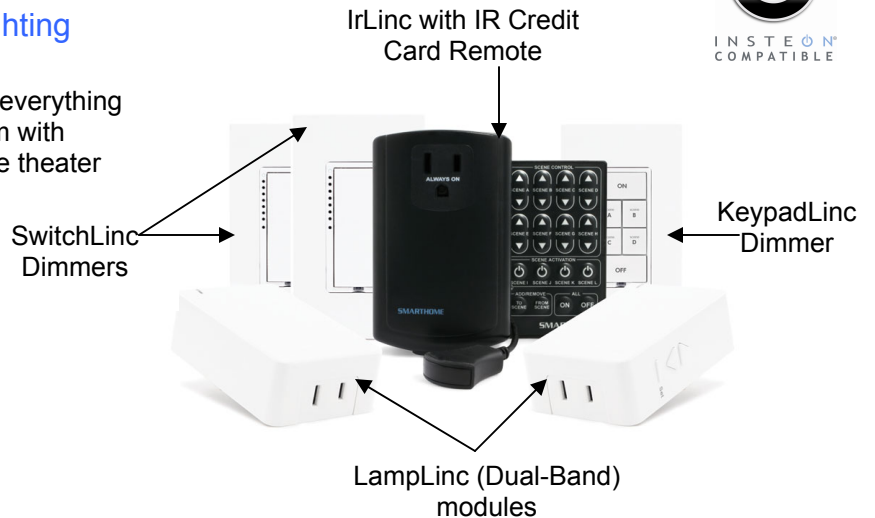 hting
IrLinc with IR Credit
Card Remote
INSTEON®
COMPATIBLE
everything
n with
e theater
SwitchLinc
Dimmers
KeypadLinc
Dimmer
ALWAYS ON
SMARTHOME
SCENE CONTROL
SCENE A SCENE B SCENE C SCENE D
SCENE E SCENE F SCENE G SCENE H
SCENE ACTIVATION
SCENE I SCENE J SCENE K SCENE L
ADD/REMOVE ALL
TO SCENE FROM SCENE ON OFF
SMA
ON
A B
C D
OFF
LampLinc (Dual-Band)
modules